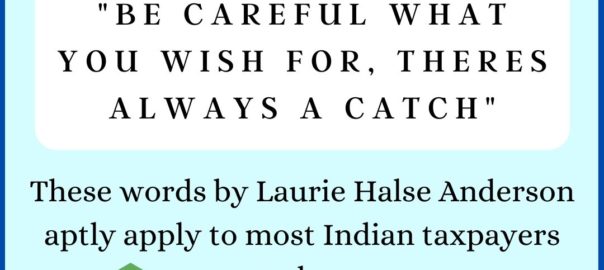 "BE CAREFUL WHAT
YOU WISH FOR, THERES
ALWAYS A CATCH"
These words by Laurie Halse Anderson
aptly apply to most Indian taxpayers